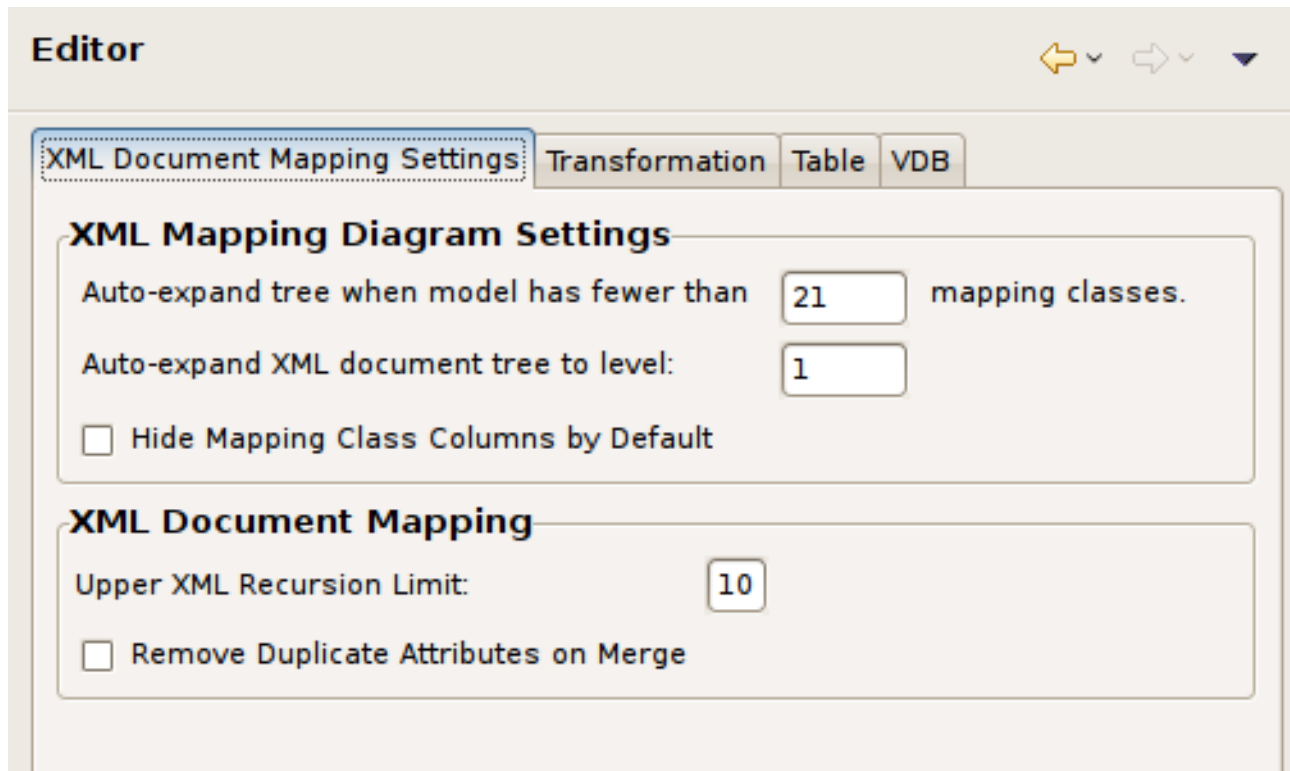 Editor
XML Document Mapping Settings Transformation Table VDB
XML Mapping Diagram Settings
Auto-expand tree when model has fewer than 21 mapping classes.
Auto-expand XML document tree to level: 1
Hide Mapping Class Columns by Default
XML Document Mapping
Upper XML Recursion Limit: 10
Remove Duplicate Attributes on Merge